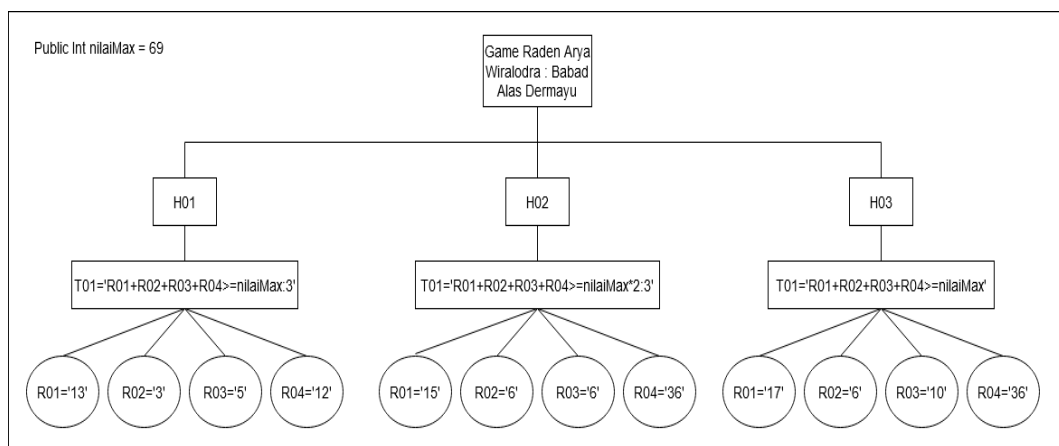 Public Int nilaiMax = 69
Game Raden Arya
Wiralodra : Babad
Alas Dermayu
H01
H02
H03
T01='R01+R02+R03+R04>=nilaiMax:3'
T01='R01+R02+R03+R04>=nilaiMax*2:3'
T01='R01+R02+R03+R04>=nilaiMax'
R01='13'
R02='3'
R03='5'
R04='12'
R01='15'
R02='6'
R03='6'
R04='36'
R01='17'
R02='6'
R03='10'
R04='36'